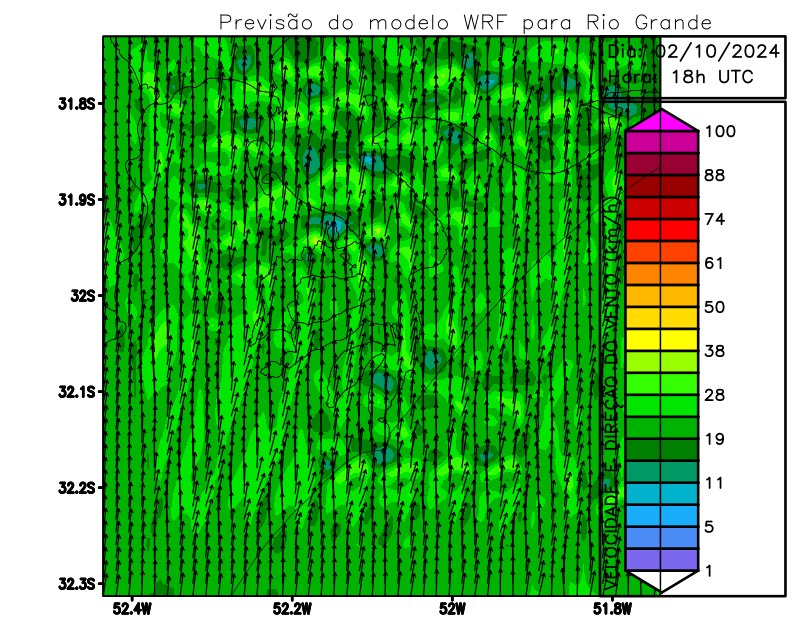 Previsão do modelo WRF para Rio Grande
Dia: 02/10/2024
Hora: 18h UTC
31.8S
31.9S
32S
32.1S
32.2S
32.3S
52.4W
52.2W
52W
51.8W
VELOCIDADE E DIREÇÃO DO VENTO (km/h)
100
88
74
61
50
38
28
19
11
5
1